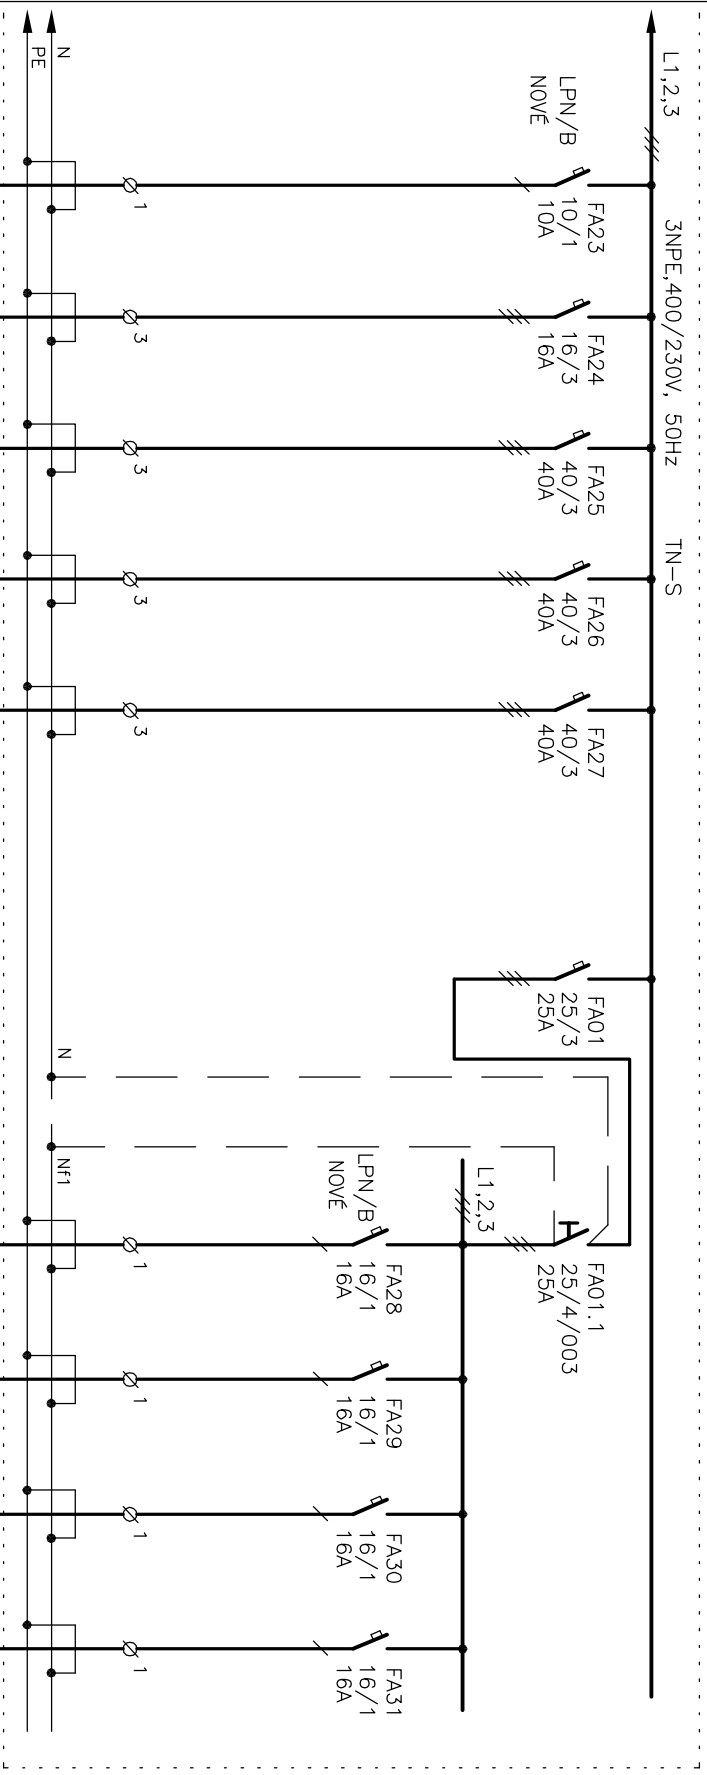 L1,2,3
3NPE,400/230V, 50Hz
TN-S
LPN/B
NOVÉ
FA23
10/1
10A
FA24
16/3
16A
FA25
40/3
40A
FA26
40/3
40A
FA27
40/3
40A
FA01
25/3
25A
FA01.1
25/4/003
25A
L1,2,3
LPN/B
NOVÉ
FA28
16/1
16A
FA29
16/1
16A
FA30
16/1
16A
FA31
16/1
16A
1
3
3
3
3
1
1
1
1
N
PE
N
Nf1